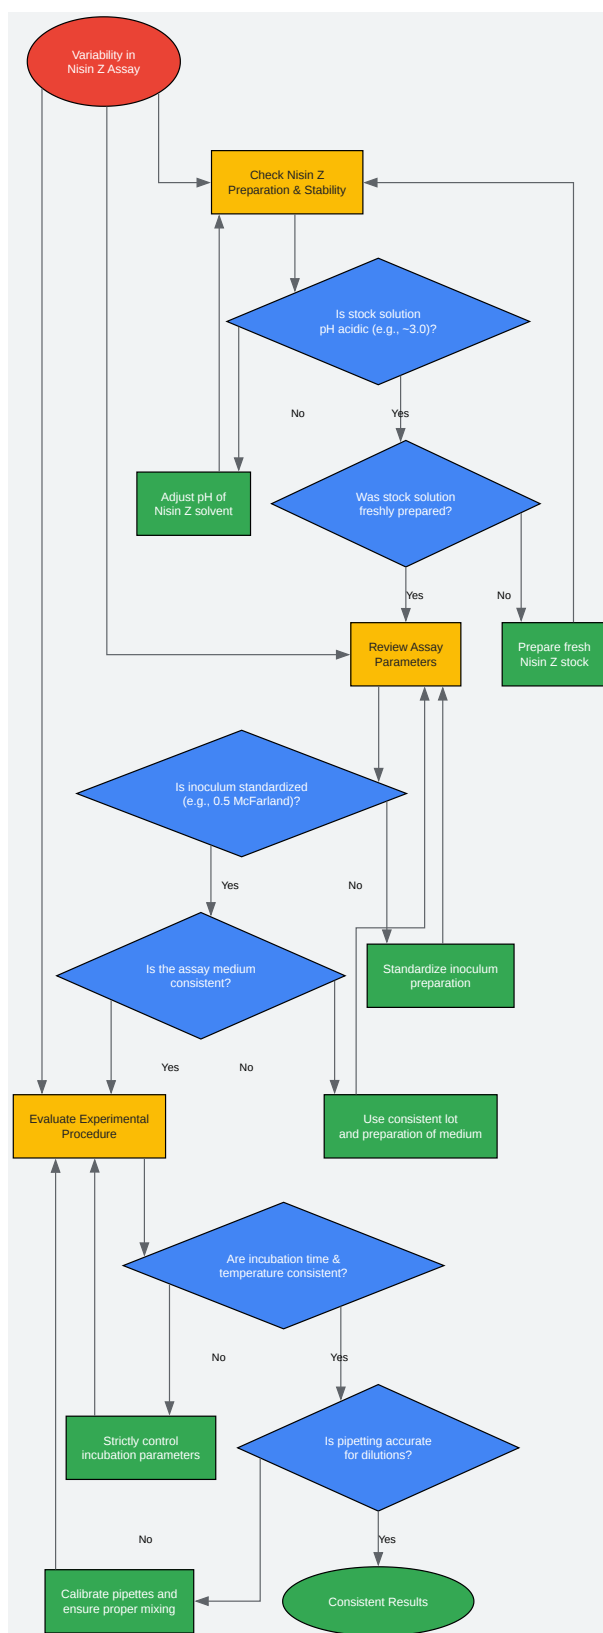 Variability in
Nisin Z Assay
Check Nisin Z
Preparation & Stability
Is stock solution
pH acidic (e.g., ~3.0)?
No
Yes
Adjust pH of
Nisin Z solvent
Was stock solution
freshly prepared?
Yes
No
Review Assay
Parameters
Prepare fresh
Nisin Z stock
Is inoculum standardized
(e.g., 0.5 McFarland)?
Yes
No
Is the assay medium
consistent?
Standardize inoculum
preparation
Yes
No
Evaluate Experimental
Procedure
Use consistent lot
and preparation of medium
Are incubation time &
temperature consistent?
No
Yes
Strictly control
incubation parameters
Is pipetting accurate
for dilutions?
No
Yes
Calibrate pipettes and
ensure proper mixing
Consistent Results